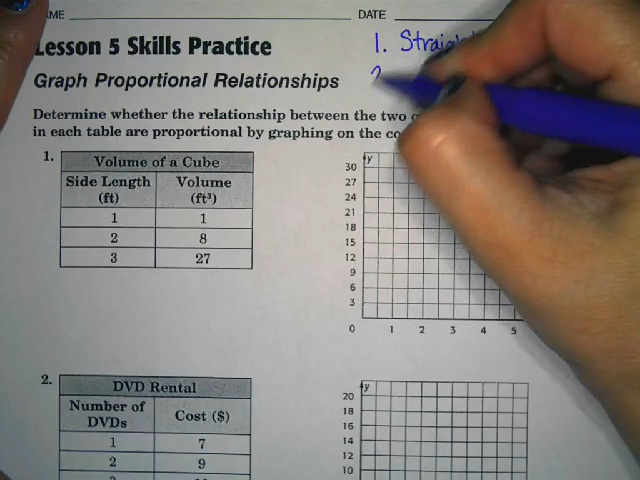 DATE
Lesson 5 Skills Practice
1.
Graph Proportional Relationships
2
Determine whether the relationship between the two
in each table are proportional by graphing on the
1.
Volume of a Cube
Side Length (ft) Volume (ft³)
1 1
2 8
3 27
y
30
27
24
21
18
15
12
9
6
3
0 1 2 3 4 5
2.
DVD Rental
Number of DVDs Cost ($)
1 7
2 9
y
20
18
16
14
12
10